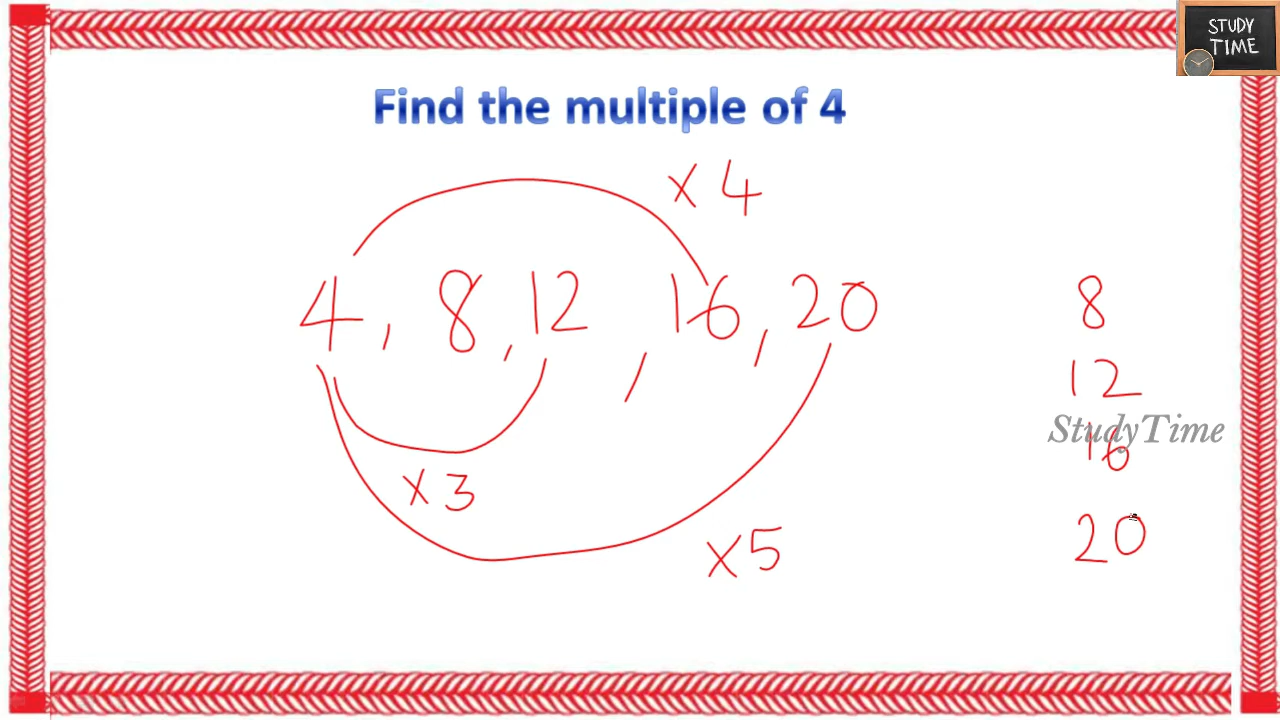 STUDY
TIME
Find the multiple of 4
× 4
4, 8, 12, 16, 20
× 3
× 5
8
12
StudyTime
16
20